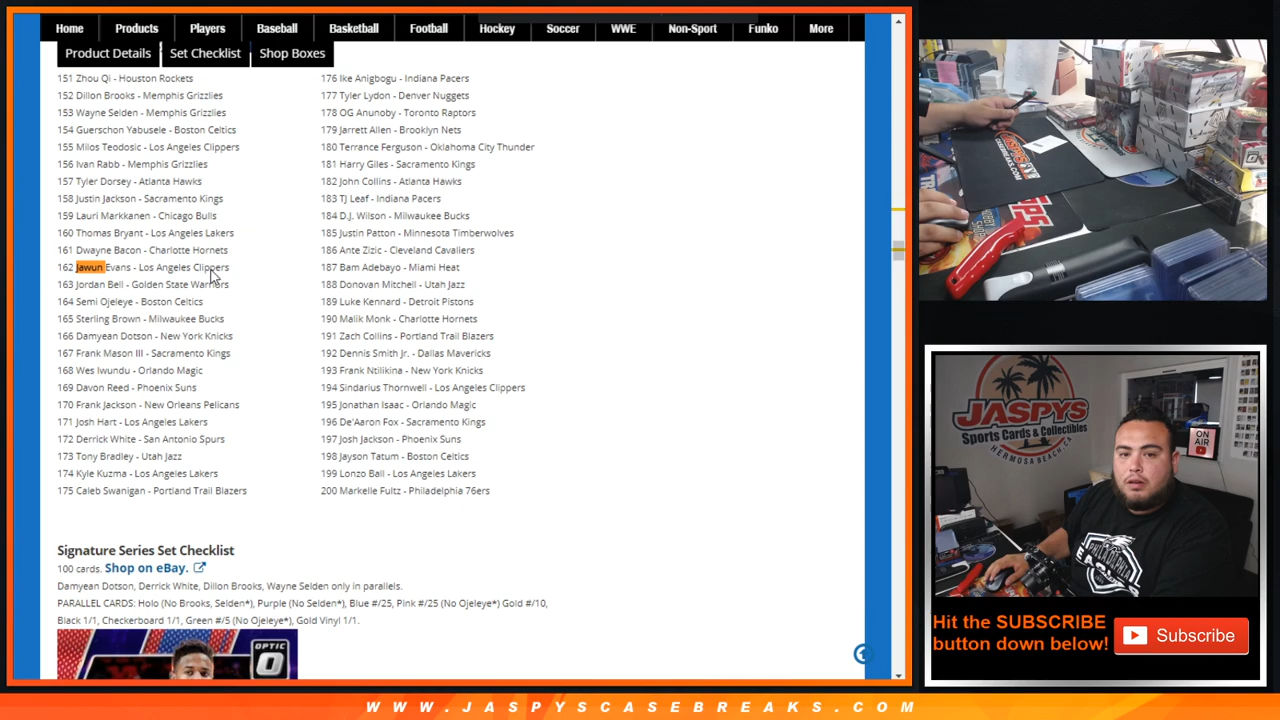 Home Products Players Baseball Basketball Football Hockey Soccer WWE Non-Sport Funko More
Product Details Set Checklist Shop Boxes
151 Zhou Qi - Houston Rockets
152 Dillon Brooks - Memphis Grizzlies
153 Wayne Selden - Memphis Grizzlies
154 Guerschon Yabusele - Boston Celtics
155 Milos Teodosic - Los Angeles Clippers
156 Ivan Rabb - Memphis Grizzlies
157 Tyler Dorsey - Atlanta Hawks
158 Justin Jackson - Sacramento Kings
159 Lauri Markkanen - Chicago Bulls
160 Thomas Bryant - Los Angeles Lakers
161 Dwayne Bacon - Charlotte Hornets
162 Jawun Evans - Los Angeles Clippers
163 Jordan Bell - Golden State Warriors
164 Semi Ojeleye - Boston Celtics
165 Sterling Brown - Milwaukee Bucks
166 Damyean Dotson - New York Knicks
167 Frank Mason III - Sacramento Kings
168 Wes Iwundu - Orlando Magic
169 Davon Reed - Phoenix Suns
170 Frank Jackson - New Orleans Pelicans
171 Josh Hart - Los Angeles Lakers
172 Derrick White - San Antonio Spurs
173 Tony Bradley - Utah Jazz
174 Kyle Kuzma - Los Angeles Lakers
175 Caleb Swanigan - Portland Trail Blazers
176 Ike Anigbogu - Indiana Pacers
177 Tyler Lydon - Denver Nuggets
178 OG Anunoby - Toronto Raptors
179 Jarrett Allen - Brooklyn Nets
180 Terrance Ferguson - Oklahoma City Thunder
181 Harry Giles - Sacramento Kings
182 John Collins - Atlanta Hawks
183 TJ Leaf - Indiana Pacers
184 D.J. Wilson - Milwaukee Bucks
185 Justin Patton - Minnesota Timberwolves
186 Ante Zizic - Cleveland Cavaliers
187 Bam Adebayo - Miami Heat
188 Donovan Mitchell - Utah Jazz
189 Luke Kennard - Detroit Pistons
190 Malik Monk - Charlotte Hornets
191 Zach Collins - Portland Trail Blazers
192 Dennis Smith Jr. - Dallas Mavericks
193 Frank Ntilikina - New York Knicks
194 Sindarius Thornwell - Los Angeles Clippers
195 Jonathan Isaac - Orlando Magic
196 De'Aaron Fox - Sacramento Kings
197 Josh Jackson - Phoenix Suns
198 Jayson Tatum - Boston Celtics
199 Lonzo Ball - Los Angeles Lakers
200 Markelle Fultz - Philadelphia 76ers
Signature Series Set Checklist
100 cards. Shop on eBay.
Damyean Dotson, Derrick White, Dillon Brooks, Wayne Selden only in parallels.
PARALLEL CARDS: Holo (No Brooks, Selden*), Purple (No Selden*), Blue #/25, Pink #/25 (No Ojeleye*) Gold #/10,
Black 1/1, Checkerboard 1/1, Green #/5 (No Ojeleye*), Gold Vinyl 1/1.
OPTIC
JASPYS
CASEBREAKS.COM
topps
HOBBY
SHOP
JASPYS
Sports Cards & Collectibles
HERMOSA BEACH, CA
ON
AIR
PHILADELPHIA
EAGLES
Hit the SUBSCRIBE
button down below!
Subscribe
WWW.JASPYSCASEBREAKS.COM